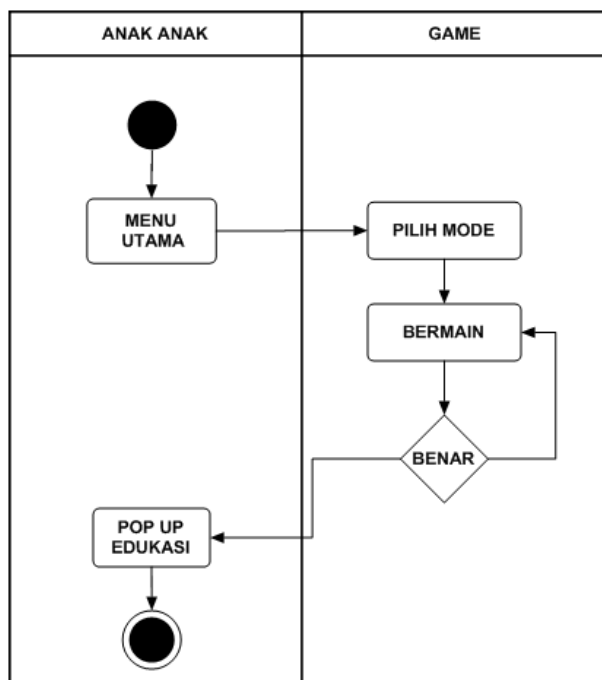 ANAK ANAK
GAME
MENU
UTAMA
PILIH MODE
BERMAIN
BENAR
POP UP
EDUKASI